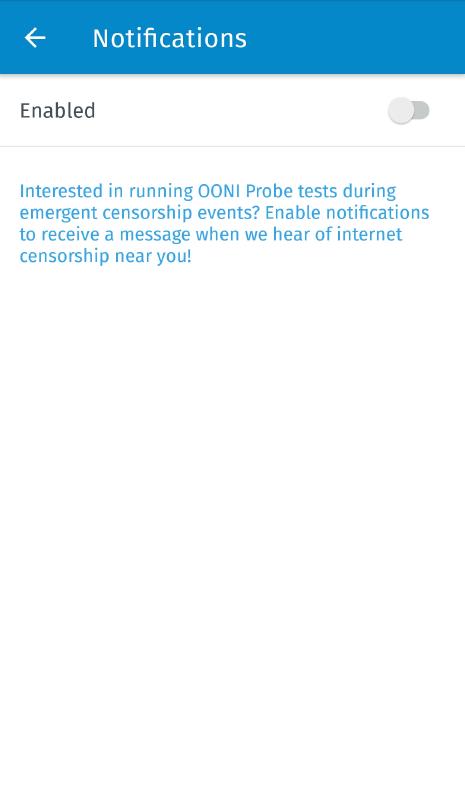 Notifications
Enabled
Interested in running OONI Probe tests during
emergent censorship events? Enable notifications
to receive a message when we hear of internet
censorship near you!